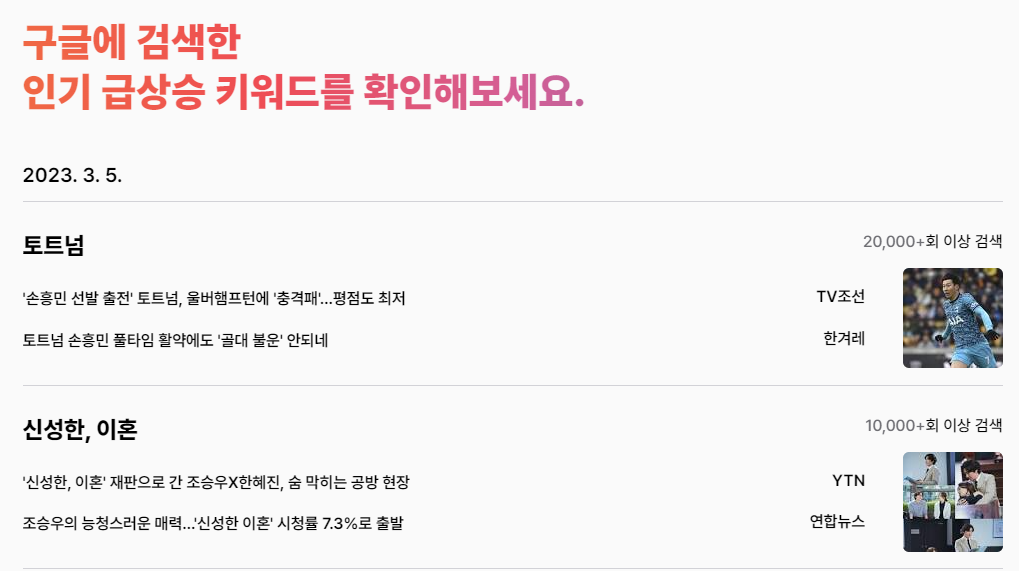 구글에 검색한
인기 급상승 키워드를 확인해보세요.
2023. 3. 5.
토트넘
20,000+회 이상 검색
'손흥민 선발 출전' 토트넘, 울버햄프턴에 '충격패'...평점도 최저
TV조선
토트넘 손흥민 풀타임 활약에도 '골대 불운' 안되네
한겨레
AIA
신성한, 이혼
10,000+회 이상 검색
'신성한, 이혼' 재판으로 간 조승우X한혜진, 숨 막히는 공방 현장
YTN
조승우의 능청스러운 매력...'신성한 이혼' 시청률 7.3%로 출발
연합뉴스